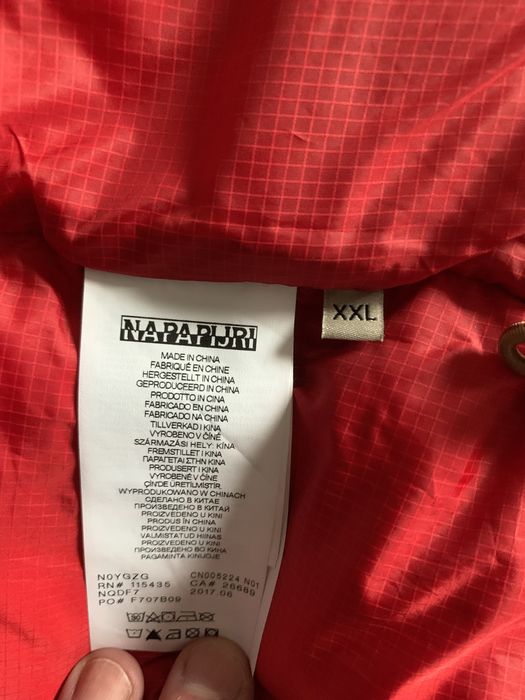 NAPAPIJRI
XXL
MADE IN CHINA
FABRIQUÉ EN CHINE
HERGESTELLT IN CHINA
GEPRODUCEERD IN CHINA
PRODOTTO IN CINA
FABRICADO EN CHINA
FABRICADO NA CHINA
TILLVERKAD I KINA
VYROBENO V ČÍNĚ
SZÁRMAZÁSI HELY: KÍNA
FREMSTILLET I KINA
ΠΑΡΑΓΕΤΑΙ ΣΤΗΝ ΚΙΝΑ
PRODUSERT I KINA
VYROBENÉ V ČÍNE
ÇİN'DE ÜRETİLMİŞTİR.
WYPRODUKOWANO W CHINACH
СДЕЛАНО В КИТАЕ
ПРОИЗВЕДЕНО В КИТАЙ
PROIZVEDENO U KINI
PRODUS ÎN CHINA
PROIZVEDENO U KINI
VALMISTATUD HIINAS
ПРОИЗВЕДЕНО ВО КИНА
PAGAMINTA KINIJOJE
N0YGZG CN005224 N01
RN# 115435 CA# 26689
NQDF7 2017.06
PO# F707B09